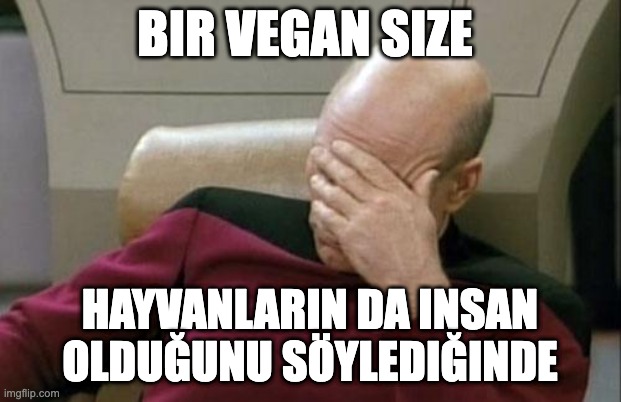 BIR VEGAN SIZE
HAYVANLARIN DA INSAN
OLDUĞUNU SÖYLEDIĞINDE
imgflip.com